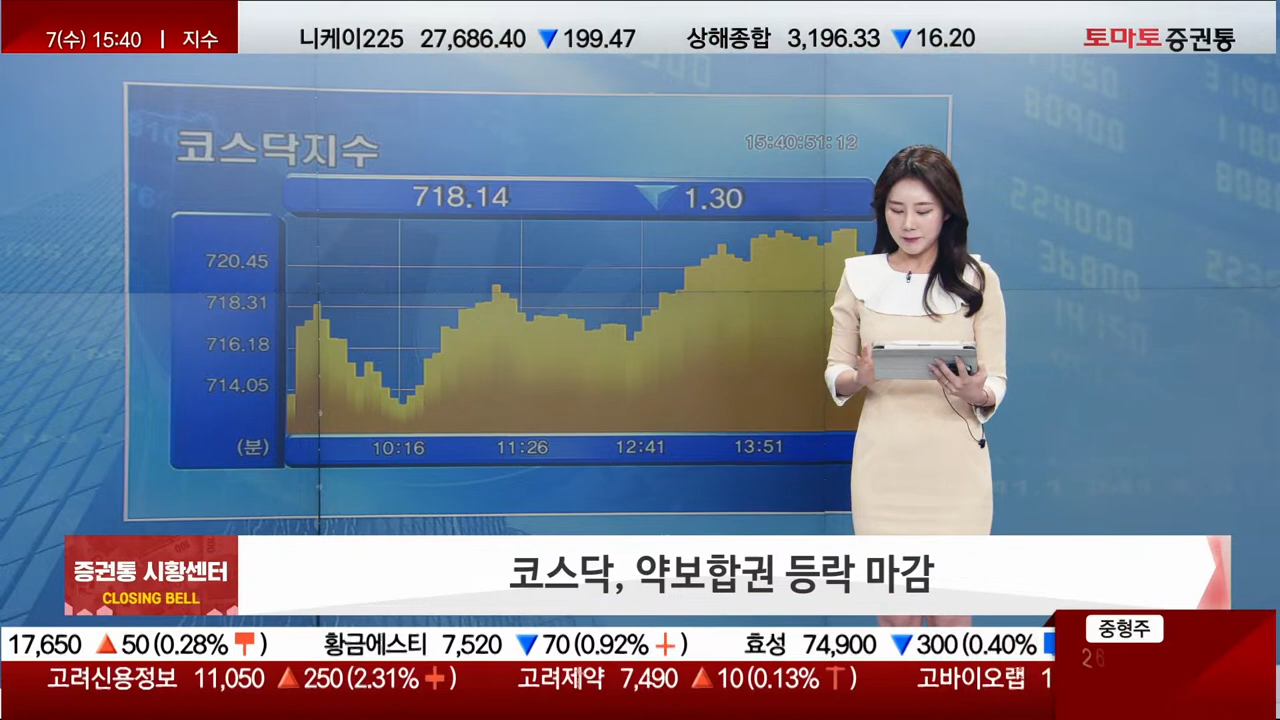 7(수) 15:40 | 지수
니케이225 27,686.40 ▼199.47 상해종합 3,196.33 ▼16.20
토마토증권통
코스닥지수
15:40:51:12
718.14 ▼ 1.30
720.45
718.31
716.18
714.05
(분) 10:16 11:26 12:41 13:51
증권통 시황센터
CLOSING BELL
코스닥, 약보합권 등락 마감
17,650 ▲50(0.28%) 황금에스티 7,520 ▼70(0.92%) 효성 74,900 ▼300(0.40%
중형주
26
고려신용정보 11,050 ▲250(2.31%) 고려제약 7,490 ▲10(0.13%) 고바이오랩 1